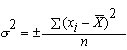 σ² = ± Σ(xᵢ − X̄)² / n